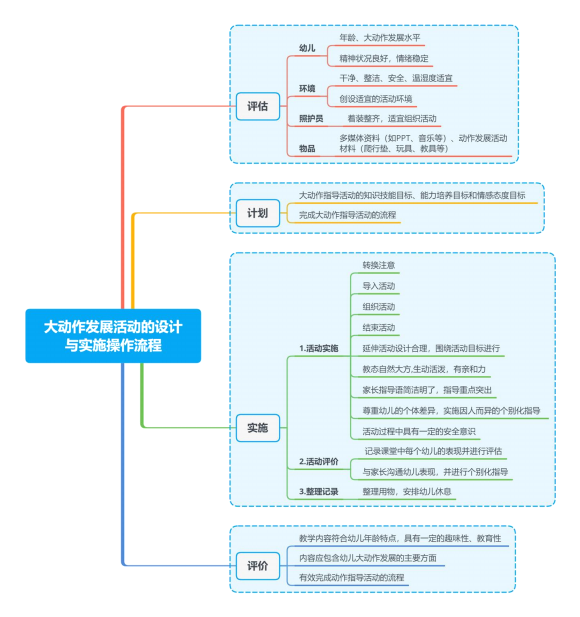 大动作发展活动的设计
与实施操作流程
评估
幼儿
年龄、大动作发展水平
精神状况良好，情绪稳定
环境
干净、整洁、安全、温湿度适宜
创设适宜的活动环境
照护员
着装整齐，适宜组织活动
物品
多媒体资料（如PPT、音乐等）、动作发展活动
材料（爬行垫、玩具、教具等）
计划
大动作指导活动的知识技能目标、能力培养目标和情感态度目标
完成大动作指导活动的流程
实施
1.活动实施
转换注意
导入活动
组织活动
结束活动
延伸活动设计合理，围绕活动目标进行
教态自然大方,生动活泼，有亲和力
家长指导语简洁明了，指导重点突出
尊重幼儿的个体差异，实施因人而异的个别化指导
活动过程中具有一定的安全意识
2.活动评价
记录课堂中每个幼儿的表现并进行评估
与家长沟通幼儿表现，并进行个别化指导
3.整理记录
整理用物，安排幼儿休息
评价
教学内容符合幼儿年龄特点，具有一定的趣味性、教育性
内容应包含幼儿大动作发展的主要方面
有效完成动作指导活动的流程